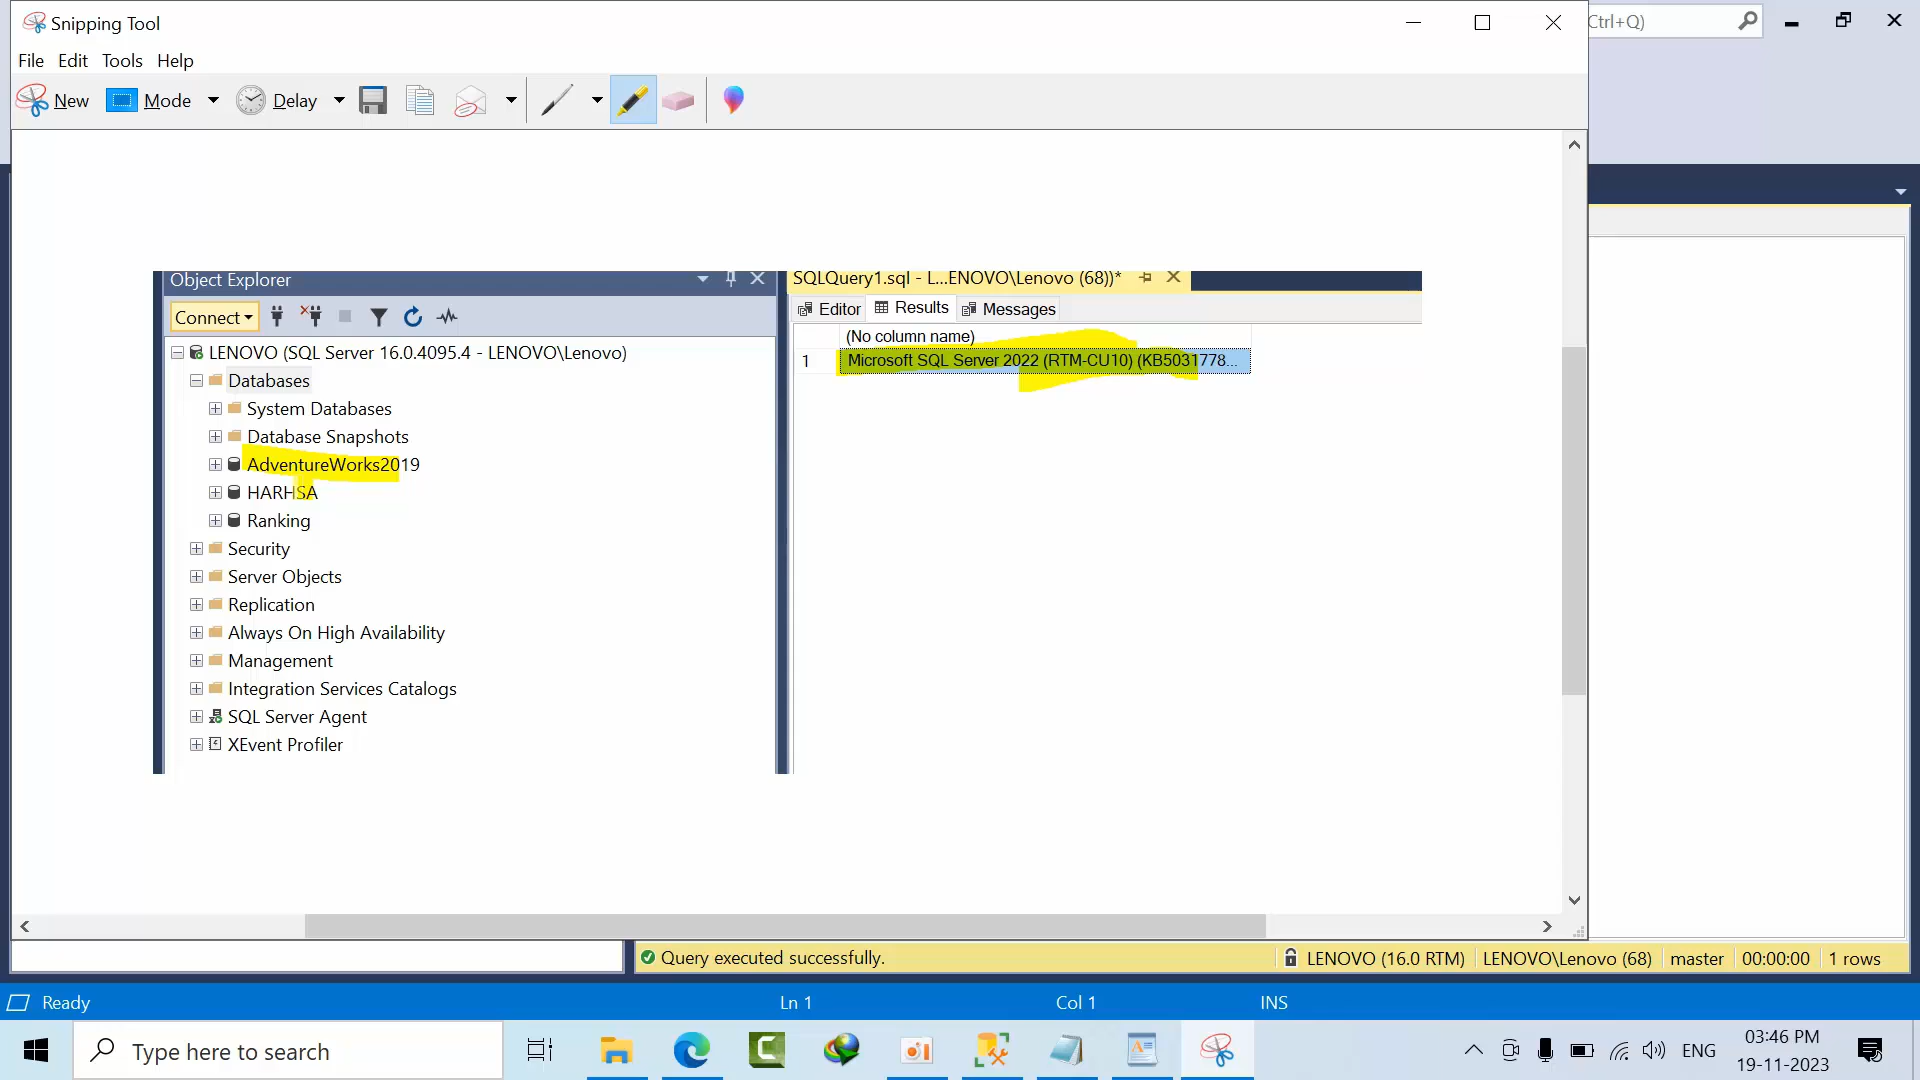 Snipping Tool
Ctrl+Q)
File Edit Tools Help
New Mode Delay
Object Explorer
Connect
LENOVO (SQL Server 16.0.4095.4 - LENOVO\Lenovo)
Databases
System Databases
Database Snapshots
AdventureWorks2019
HARHSA
Ranking
Security
Server Objects
Replication
Always On High Availability
Management
Integration Services Catalogs
SQL Server Agent
XEvent Profiler
SQLQuery1.sql - L...ENOVO\Lenovo (68))*
Editor Results Messages
(No column name)
1 Microsoft SQL Server 2022 (RTM-CU10) (KB5031778...
Query executed successfully. LENOVO (16.0 RTM) LENOVO\Lenovo (68) master 00:00:00 1 rows
Ready Ln 1 Col 1 INS
Type here to search
ENG
03:46 PM
19-11-2023